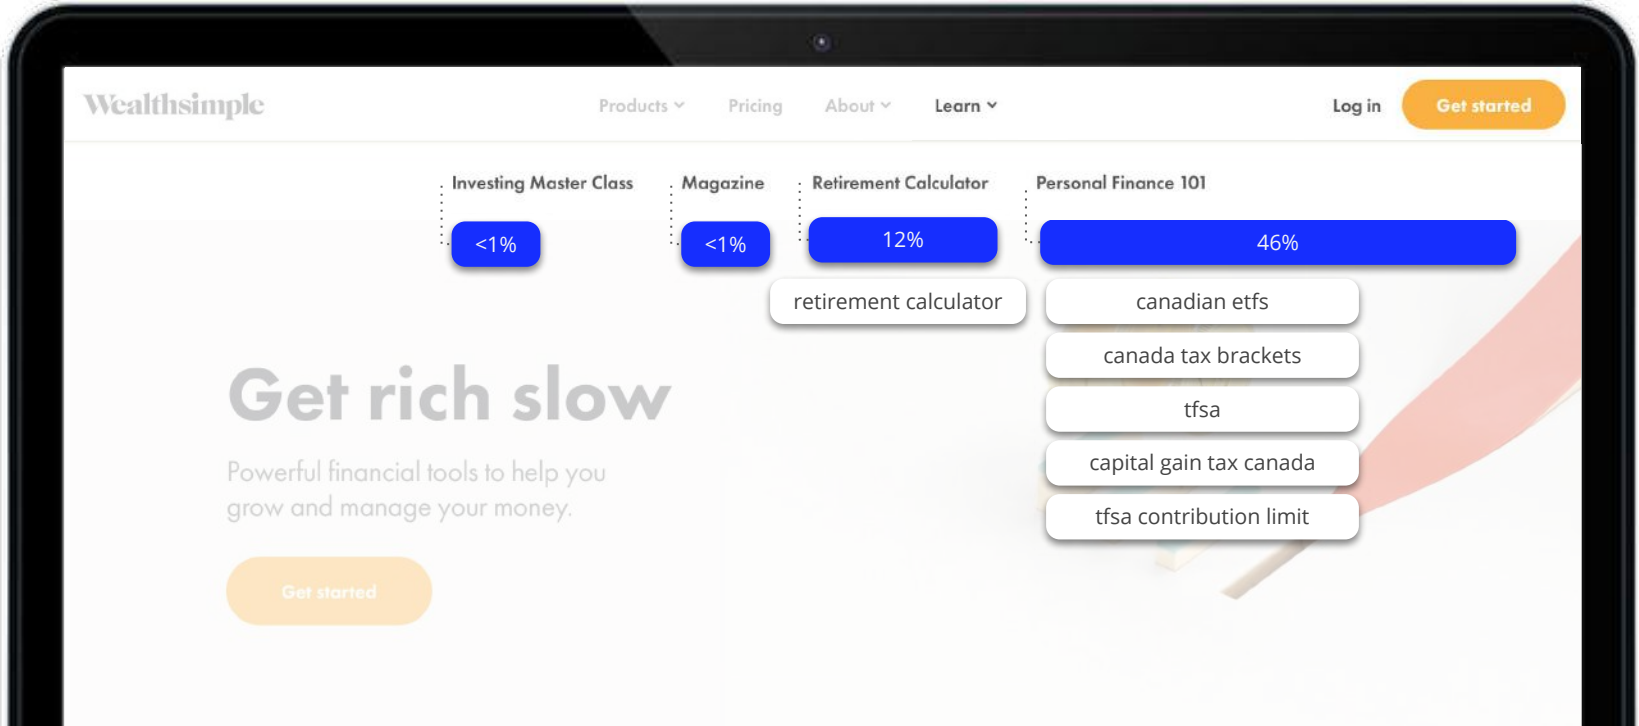 Wealthsimple
Products
Pricing
About
Learn
Log in
Get started
Investing Master Class
Magazine
Retirement Calculator
Personal Finance 101
<1%
<1%
12%
46%
retirement calculator
canadian etfs
canada tax brackets
tfsa
capital gain tax canada
tfsa contribution limit
Get rich slow
Powerful financial tools to help you
grow and manage your money.
Get started